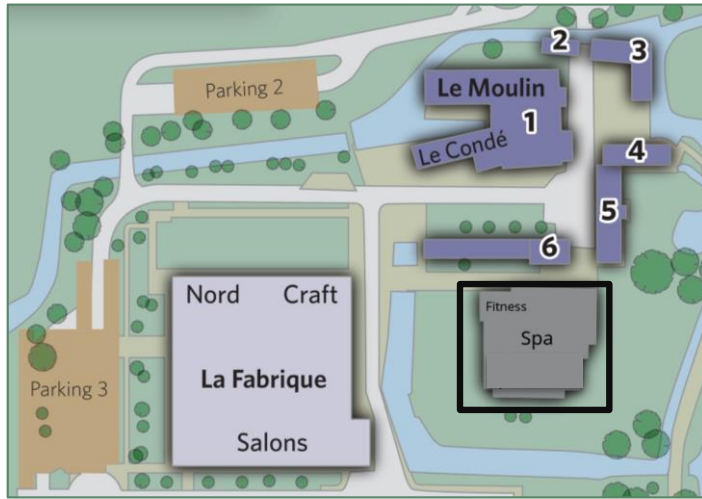 2
3
Parking 2
Le Moulin
1
Le Condé
4
5
6
Nord
Craft
Fitness
Spa
La Fabrique
Parking 3
Salons